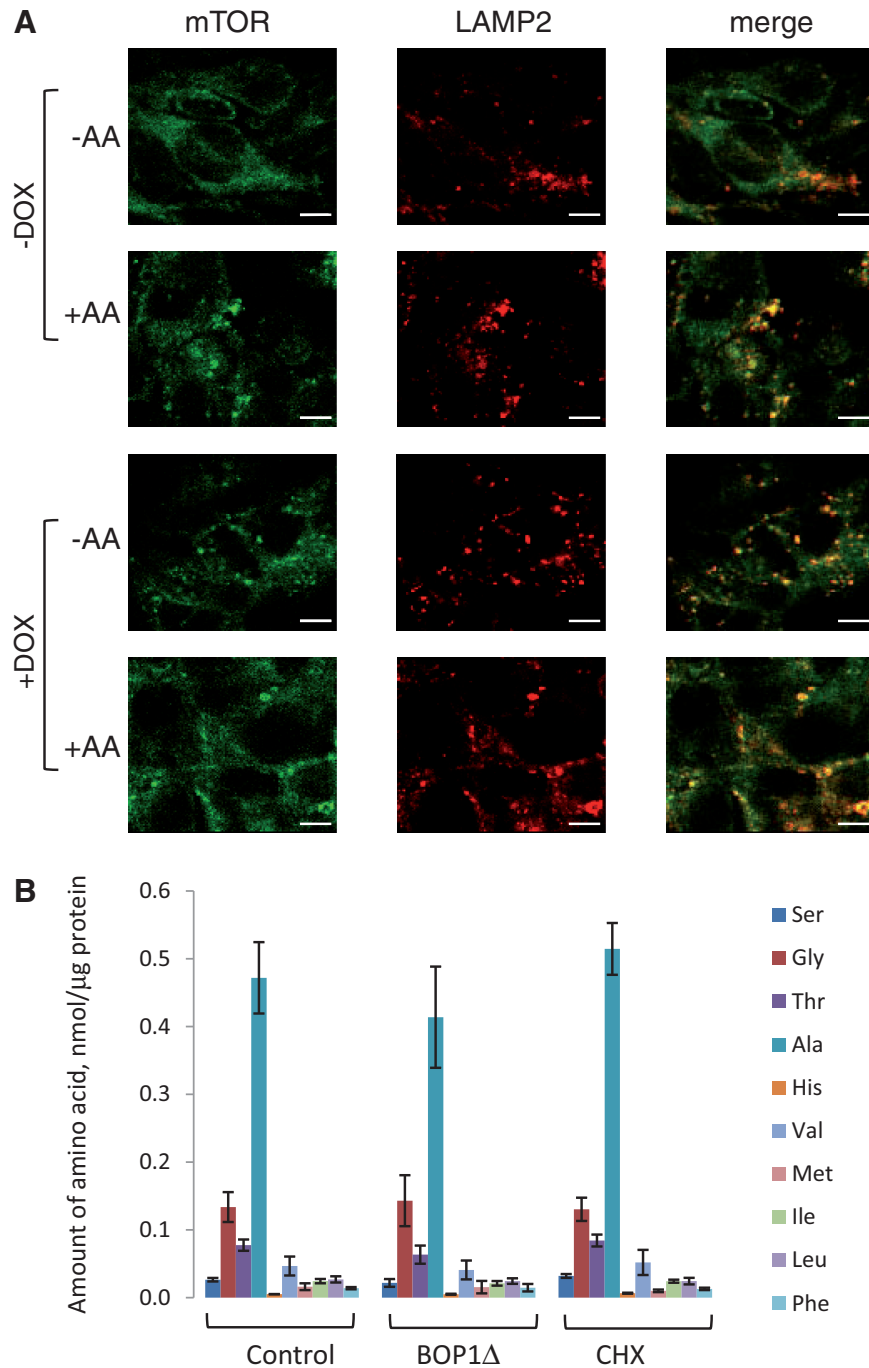 A
mTOR LAMP2 merge
-DOX
-AA
+AA
+DOX
-AA
+AA
B
Amount of amino acid, nmol/µg protein
0.6
0.5
0.4
0.3
0.2
0.1
0.0
Control BOP1Δ CHX
Ser
Gly
Thr
Ala
His
Val
Met
Ile
Leu
Phe